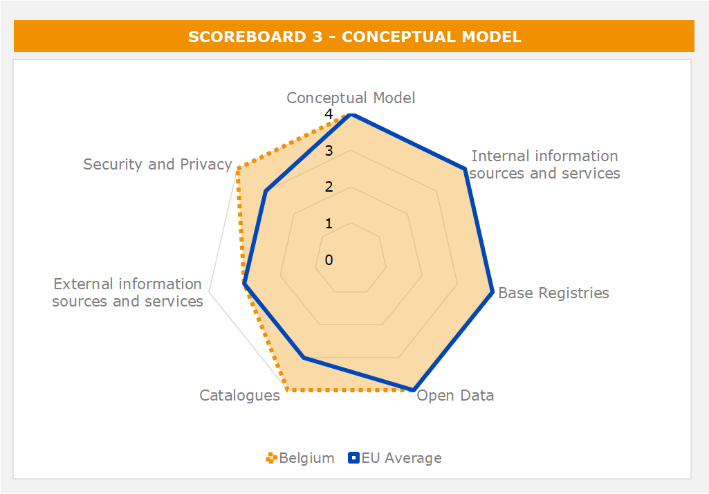 SCOREBOARD 3 - CONCEPTUAL MODEL
Conceptual Model
4
Internal information
sources and services
Security and Privacy
3
2
1
0
External information
sources and services
Base Registries
Catalogues
Open Data
Belgium
EU Average